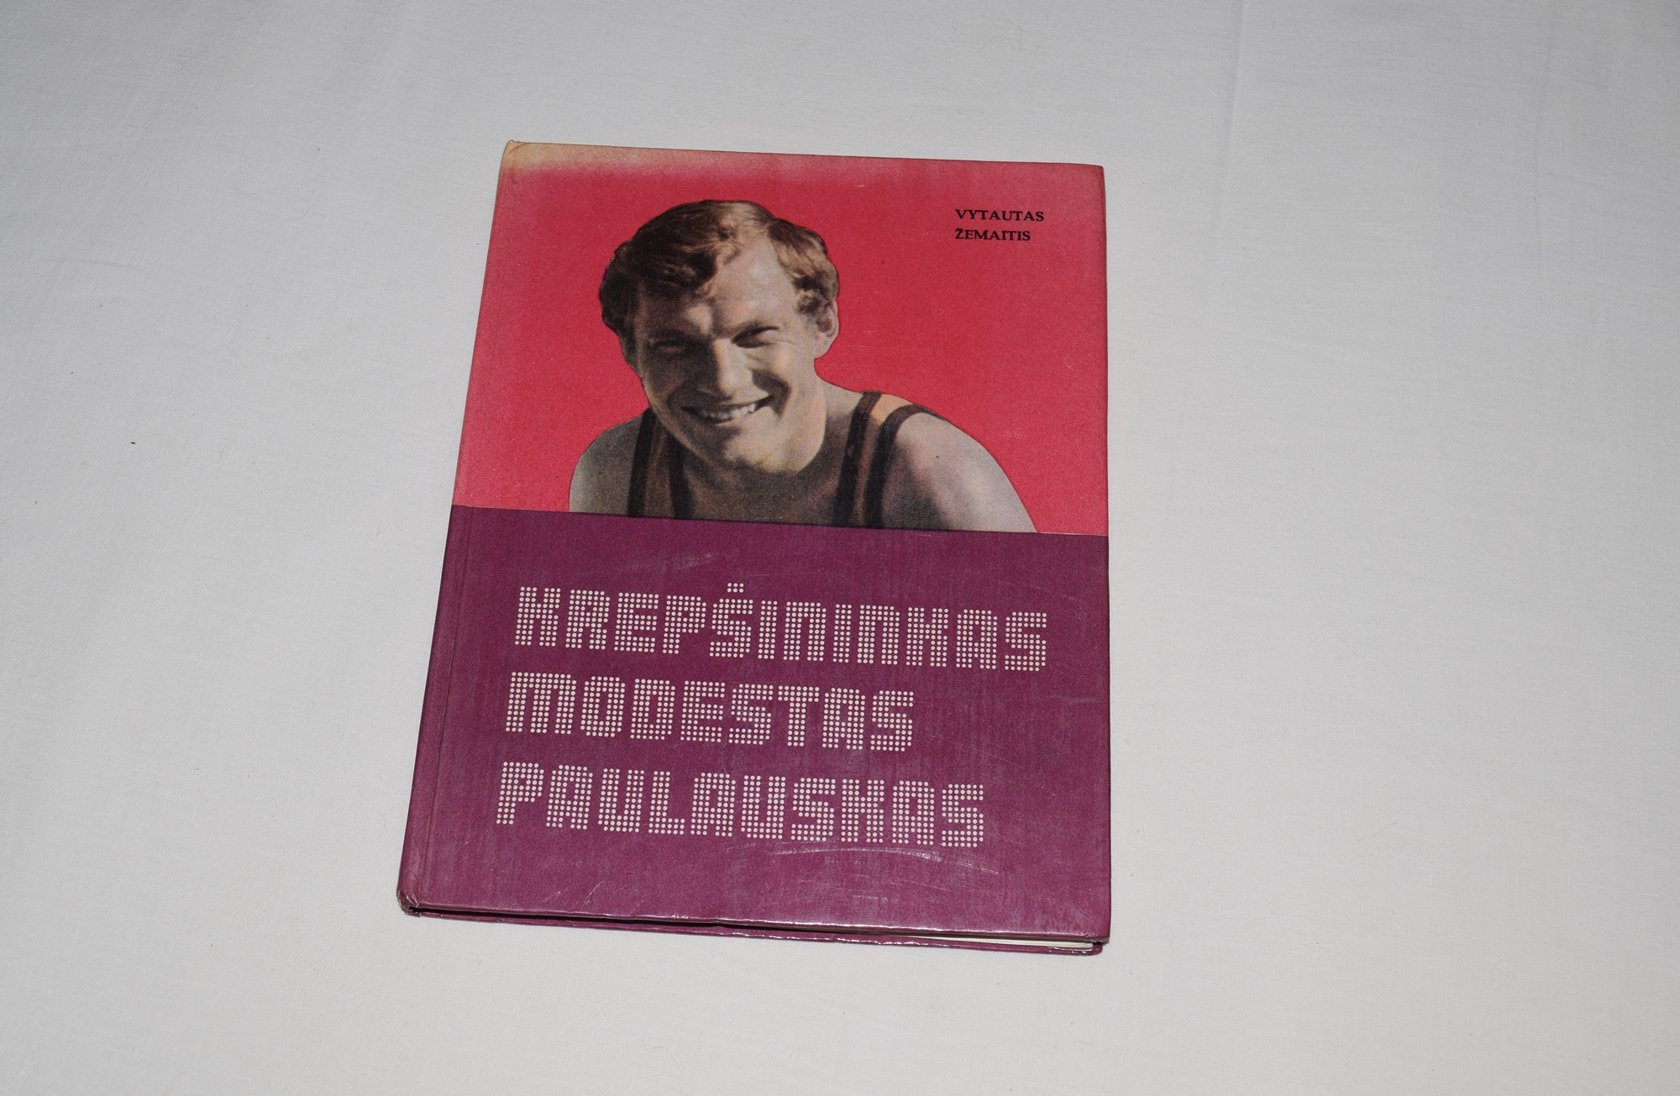 VYTAUTAS
ŽEMAITIS
KREPŠININKAS
MODESTAS
PAULAUSKAS